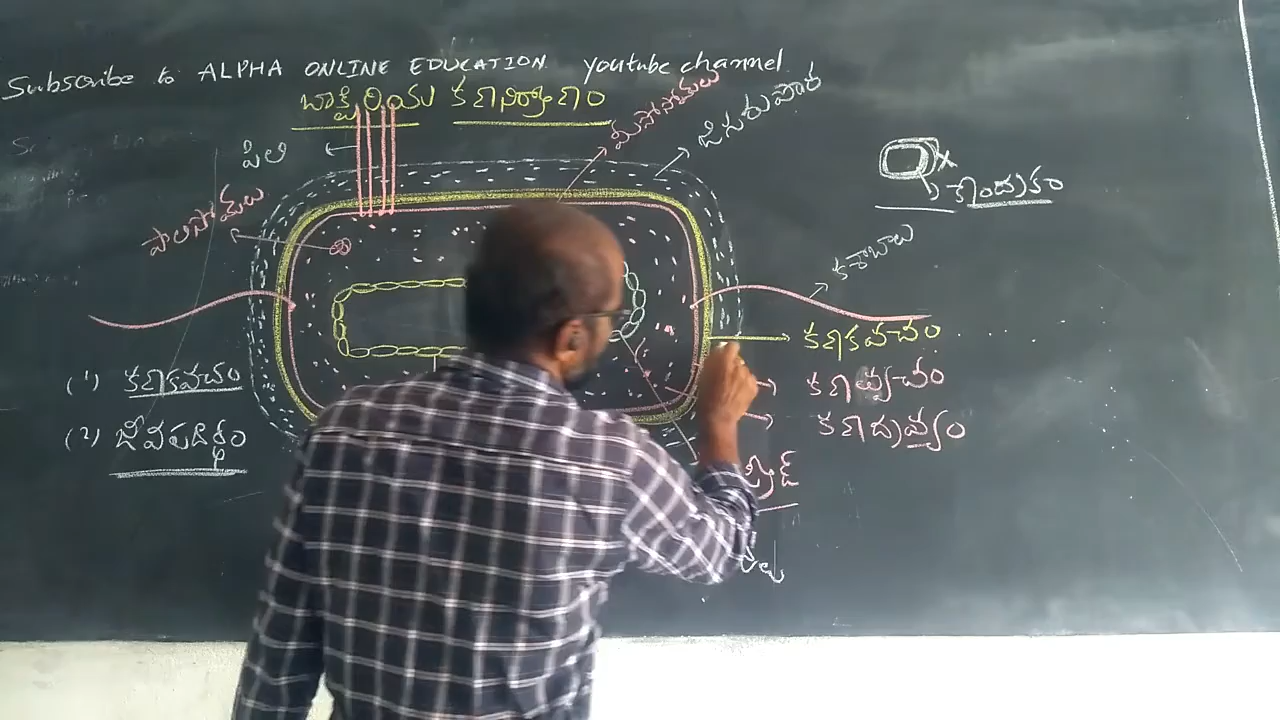 Subscribe to ALPHA ONLINE EDUCATION youtube channel
బాక్టీరియం కణనిర్మాణం
మీసోసోములు
జిగురుపొర
పిలి
కేంద్రకం
కశాభాలు
కణకవచం
(1) కణకవచం
కణత్వచం
(2) జీవపదార్థం
కణద్రవ్యం